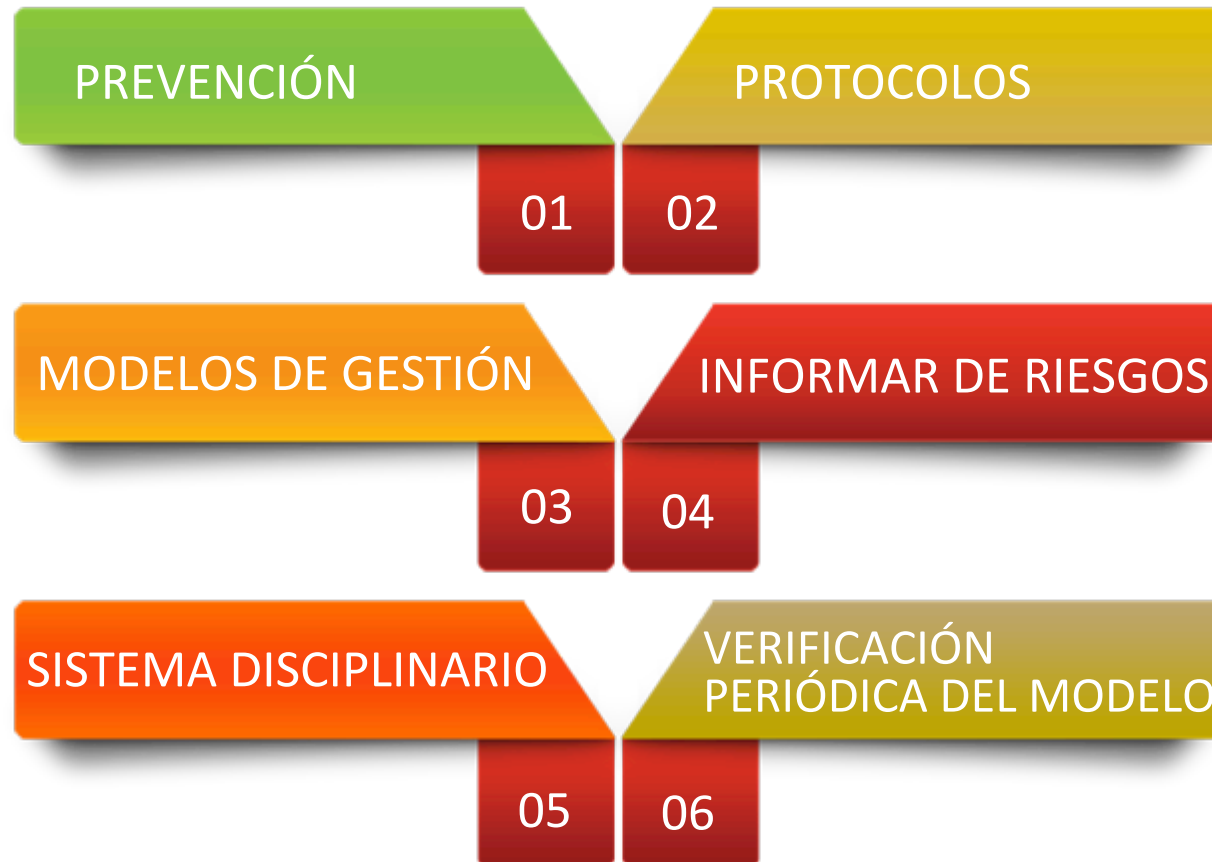 PREVENCIÓN
PROTOCOLOS
01
02
MODELOS DE GESTIÓN
INFORMAR DE RIESGOS
03
04
SISTEMA DISCIPLINARIO
VERIFICACIÓN
PERIÓDICA DEL MODELO
05
06